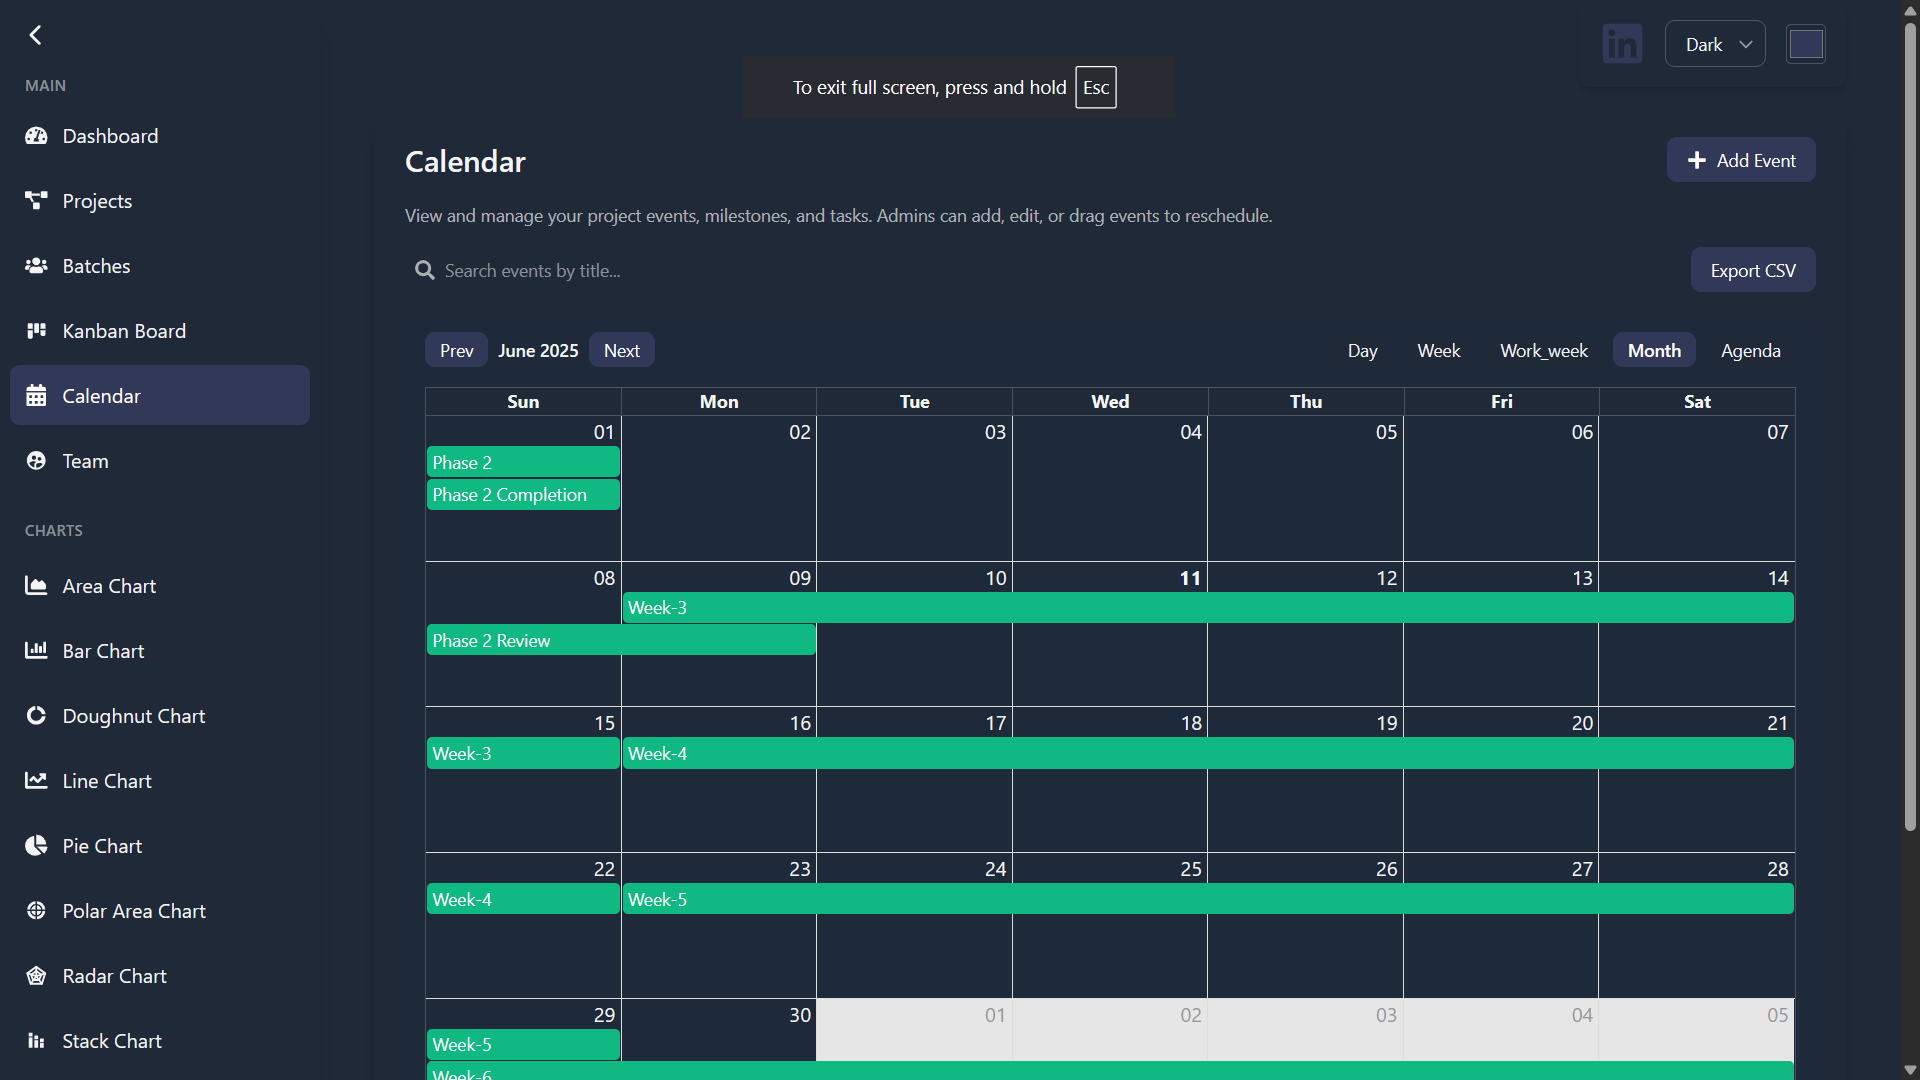 MAIN
Dashboard
Projects
Batches
Kanban Board
Calendar
Team
CHARTS
Area Chart
Bar Chart
Doughnut Chart
Line Chart
Pie Chart
Polar Area Chart
Radar Chart
Stack Chart
in
Dark
To exit full screen, press and hold Esc
Calendar
Add Event
View and manage your project events, milestones, and tasks. Admins can add, edit, or drag events to reschedule.
Search events by title...
Export CSV
Prev June 2025 Next
Day Week Work_week Month Agenda
Sun Mon Tue Wed Thu Fri Sat
01 02 03 04 05 06 07
Phase 2
Phase 2 Completion
08 09 10 11 12 13 14
Week-3
Phase 2 Review
15 16 17 18 19 20 21
Week-3 Week-4
22 23 24 25 26 27 28
Week-4 Week-5
29 30 01 02 03 04 05
Week-5
Week-6